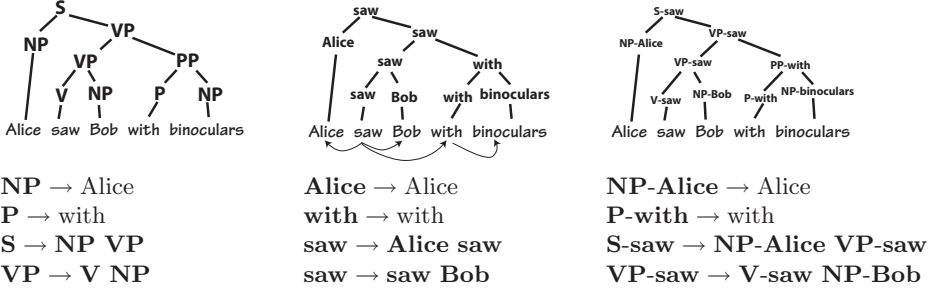 S
NP VP
VP PP
V NP P NP
Alice saw Bob with binoculars
NP → Alice
P → with
S → NP VP
VP → V NP
saw
Alice saw
saw with
saw Bob with binoculars
Alice saw Bob with binoculars
Alice → Alice
with → with
saw → Alice saw
saw → saw Bob
S-saw
NP-Alice VP-saw
VP-saw PP-with
V-saw NP-Bob P-with NP-binoculars
Alice saw Bob with binoculars
NP-Alice → Alice
P-with → with
S-saw → NP-Alice VP-saw
VP-saw → V-saw NP-Bob